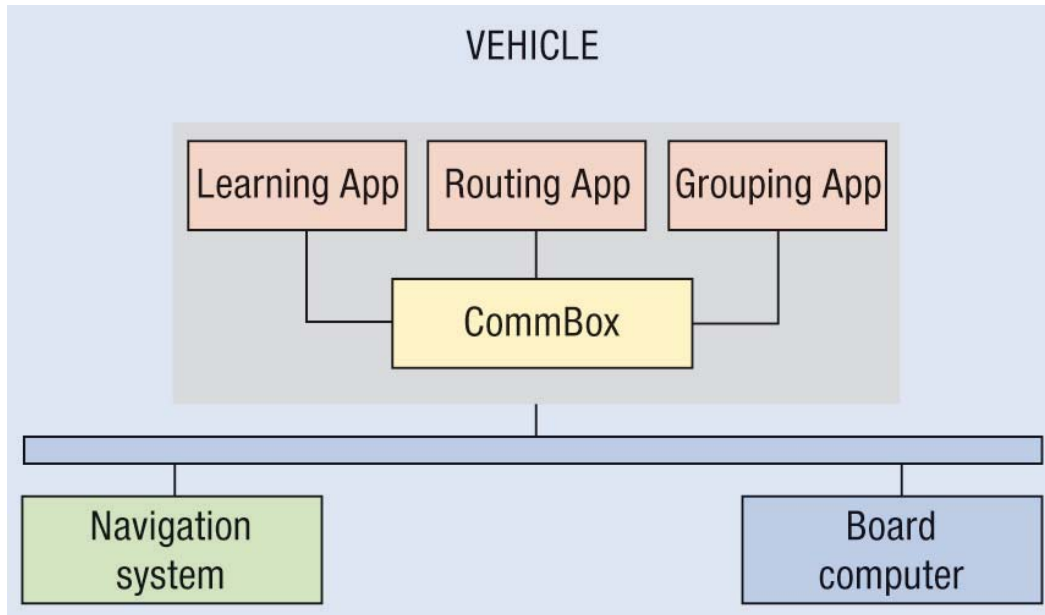 VEHICLE
Learning App
Routing App
Grouping App
CommBox
Navigation
system
Board
computer